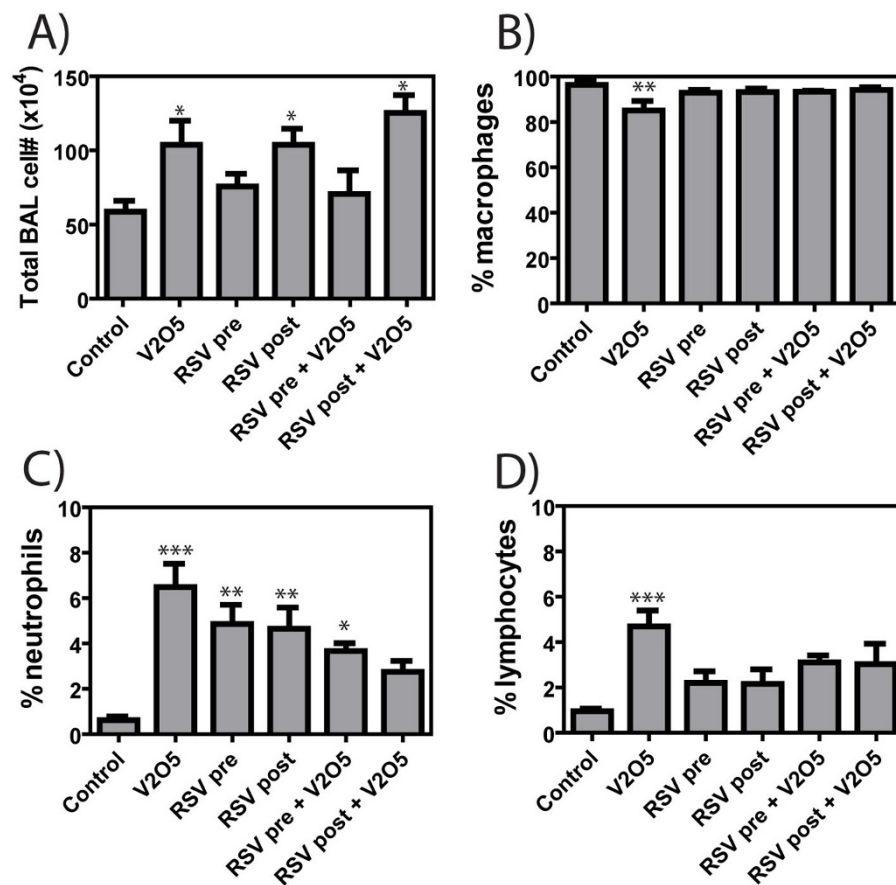 A)
Total BAL cell# (x10⁴)
150
100
50
0
*
*
*
Control
V2O5
RSV pre
RSV post
RSV pre + V2O5
RSV post + V2O5
B)
% macrophages
100
80
60
40
20
0
**
Control
V2O5
RSV pre
RSV post
RSV pre + V2O5
RSV post + V2O5
C)
% neutrophils
10
8
6
4
2
0
***
**
**
*
Control
V2O5
RSV pre
RSV post
RSV pre + V2O5
RSV post + V2O5
D)
% lymphocytes
10
8
6
4
2
0
***
Control
V2O5
RSV pre
RSV post
RSV pre + V2O5
RSV post + V2O5